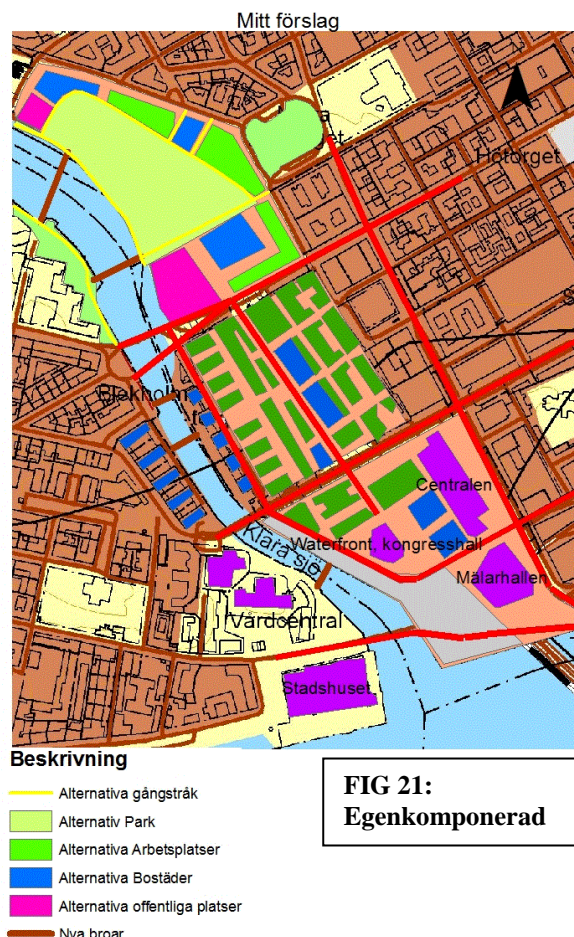 Mitt förslag
Hötorget
Centralen
Waterfront, kongresshall
Klara sjö
Mälarhallen
Vårdcentral
Stadshuset
Beskrivning
FIG 21:
Egenkomponerad
Alternativa gångstråk
Alternativ Park
Alternativa Arbetsplatser
Alternativa Bostäder
Alternativa offentliga platser
Nya broar